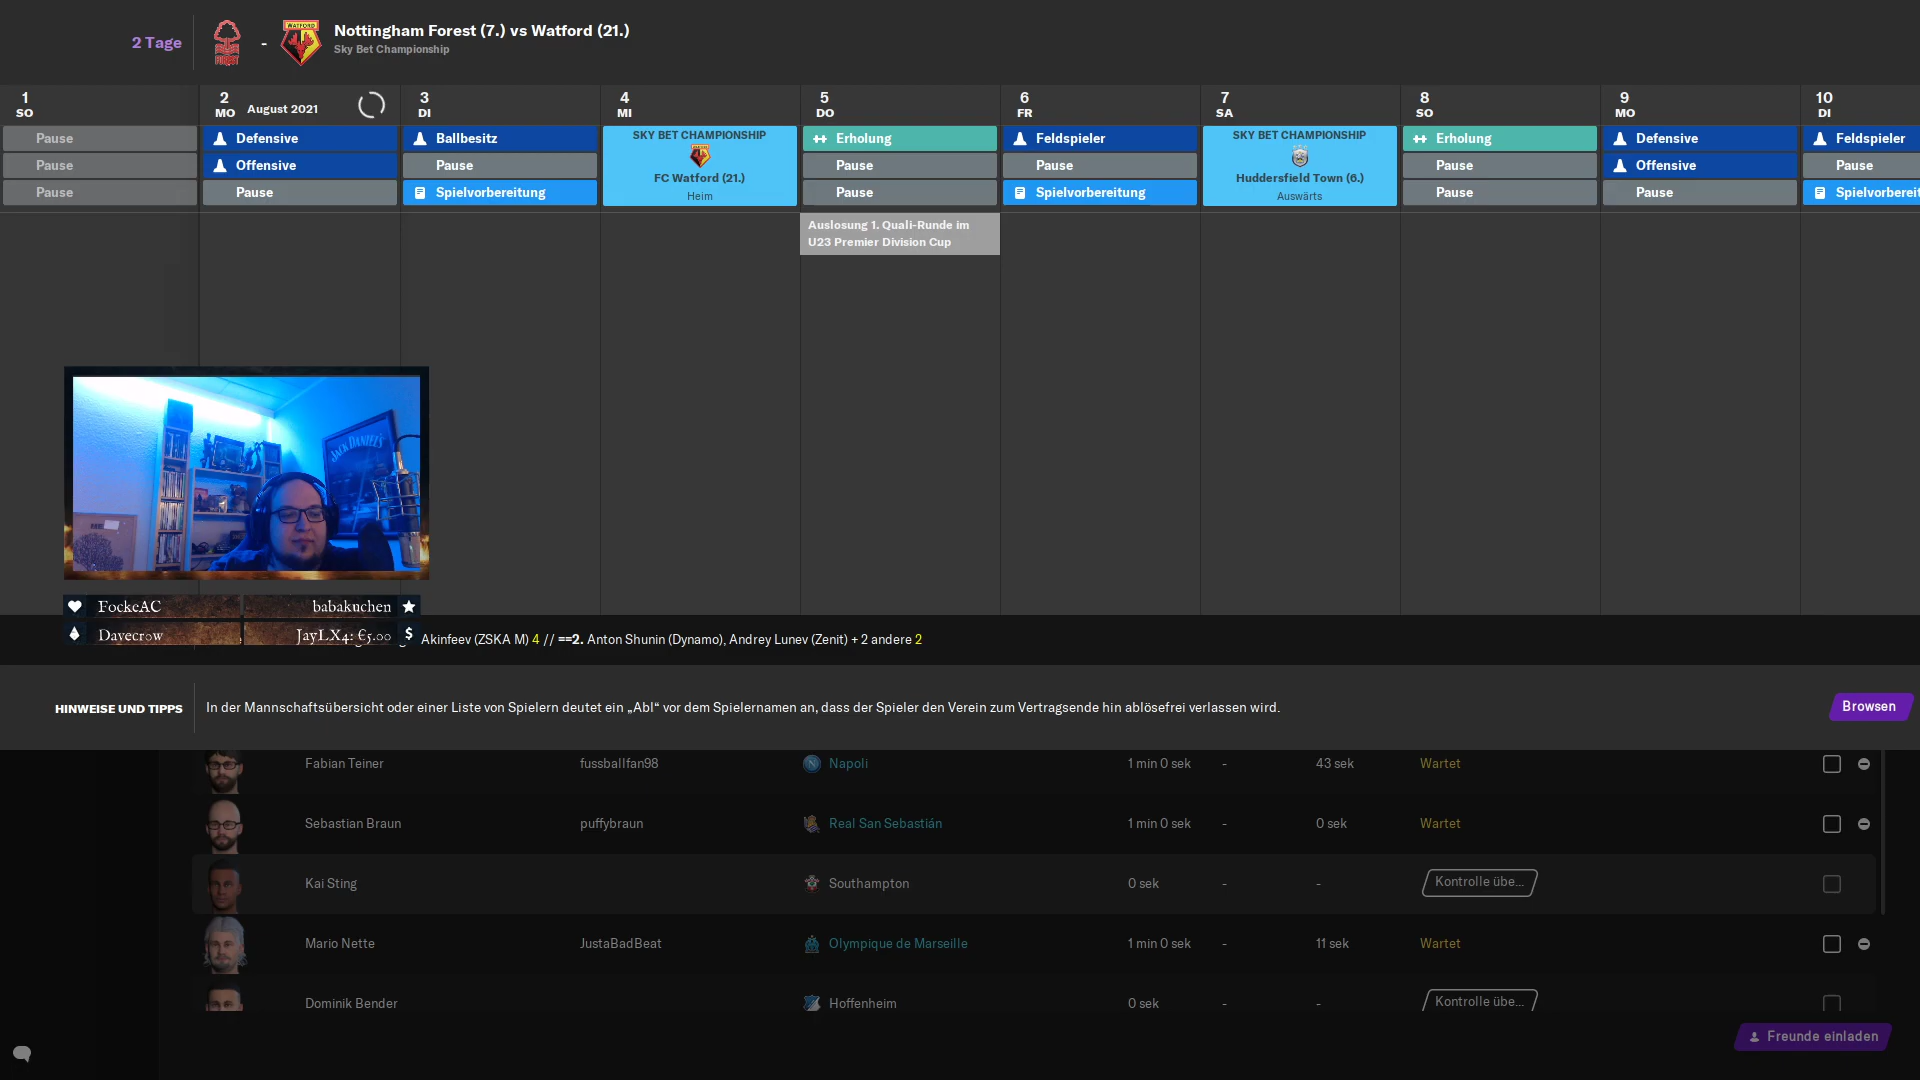 2 Tage
-
WATFORD
FOREST
Nottingham Forest (7.) vs Watford (21.)
Sky Bet Championship
1
SO
2
MO
August 2021
3
DI
4
MI
5
DO
6
FR
7
SA
8
SO
9
MO
10
DI
Pause
Pause
Pause
Defensive
Offensive
Pause
Ballbesitz
Pause
Spielvorbereitung
SKY BET CHAMPIONSHIP
FC Watford (21.)
Heim
Erholung
Pause
Pause
Auslosung 1. Quali-Runde im
U23 Premier Division Cup
Feldspieler
Pause
Spielvorbereitung
SKY BET CHAMPIONSHIP
Huddersfield Town (6.)
Auswärts
Erholung
Pause
Pause
Defensive
Offensive
Pause
Feldspieler
Pause
Spielvorbereit
JACK DANIEL'S
FockeAC
babakuchen
Davecrow
JayLX4: €5.00
Akinfeev (ZSKA M) 4 // ==2. Anton Shunin (Dynamo), Andrey Lunev (Zenit) + 2 andere 2
HINWEISE UND TIPPS
In der Mannschaftsübersicht oder einer Liste von Spielern deutet ein „Abl“ vor dem Spielernamen an, dass der Spieler den Verein zum Vertragsende hin ablösefrei verlassen wird.
Browsen
Fabian Teiner fussballfan98 Napoli 1 min 0 sek - 43 sek Wartet
Sebastian Braun puffybraun Real San Sebastián 1 min 0 sek - 0 sek Wartet
Kai Sting Southampton 0 sek - - Kontrolle übe...
Mario Nette JustaBadBeat Olympique de Marseille 1 min 0 sek - 11 sek Wartet
Dominik Bender Hoffenheim 0 sek - - Kontrolle übe...
Freunde einladen